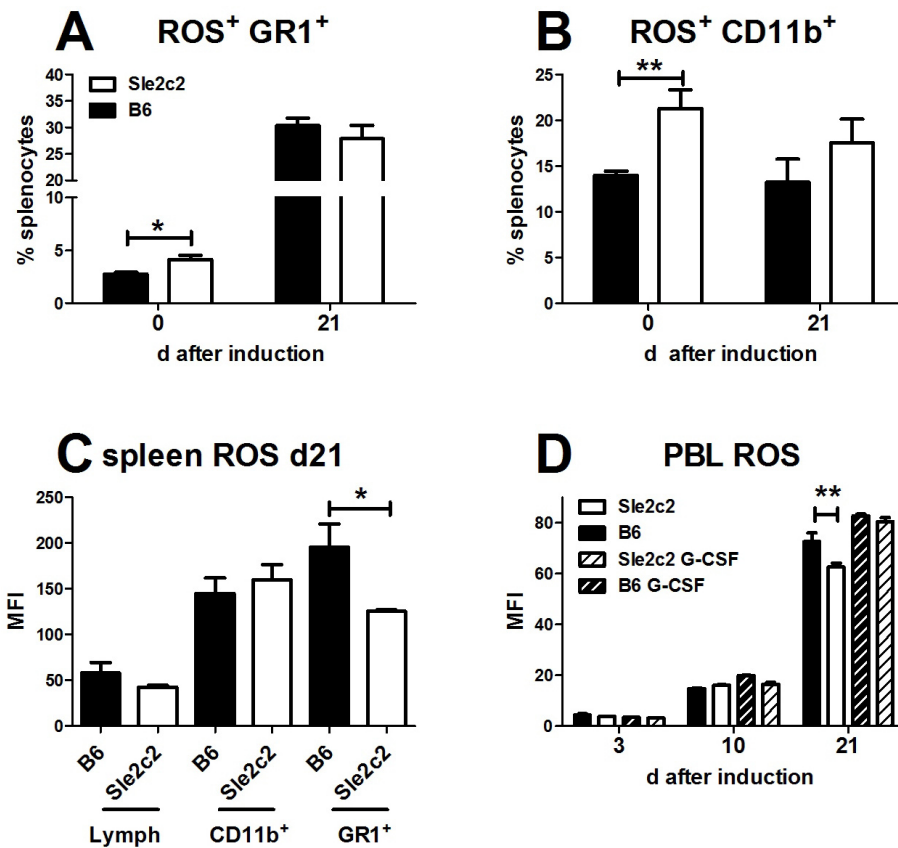 A ROS+ GR1+
Sle2c2
B6
% splenocytes
40
35
30
25
20
10
5
0
*
0 21
d after induction
B ROS+ CD11b+
% splenocytes
25
20
15
10
5
0
**
0 21
d after induction
C spleen ROS d21
MFI
250
200
150
100
50
0
*
B6 Sle2c2 B6 Sle2c2 B6 Sle2c2
Lymph CD11b+ GR1+
D PBL ROS
Sle2c2
B6
Sle2c2 G-CSF
B6 G-CSF
MFI
80
60
40
20
0
**
3 10 21
d after induction